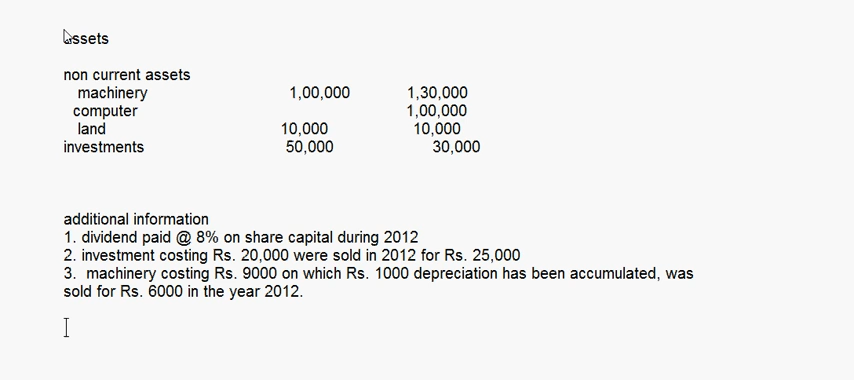 assets
non current assets
machinery 1,00,000 1,30,000
computer 1,00,000
land 10,000 10,000
investments 50,000 30,000
additional information
1. dividend paid @ 8% on share capital during 2012
2. investment costing Rs. 20,000 were sold in 2012 for Rs. 25,000
3. machinery costing Rs. 9000 on which Rs. 1000 depreciation has been accumulated, was
sold for Rs. 6000 in the year 2012.